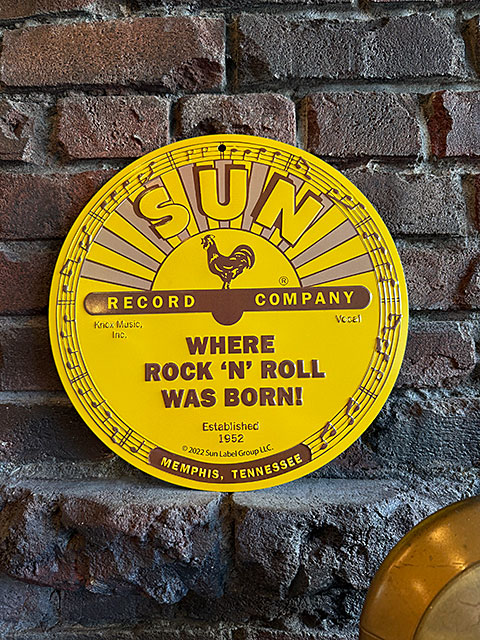 SUN
®
RECORD COMPANY
Knox Music,
Inc.
Vocal
WHERE
ROCK ‘N’ ROLL
WAS BORN!
Established
1952
© 2022 Sun Label Group LLC.
MEMPHIS, TENNESSEE